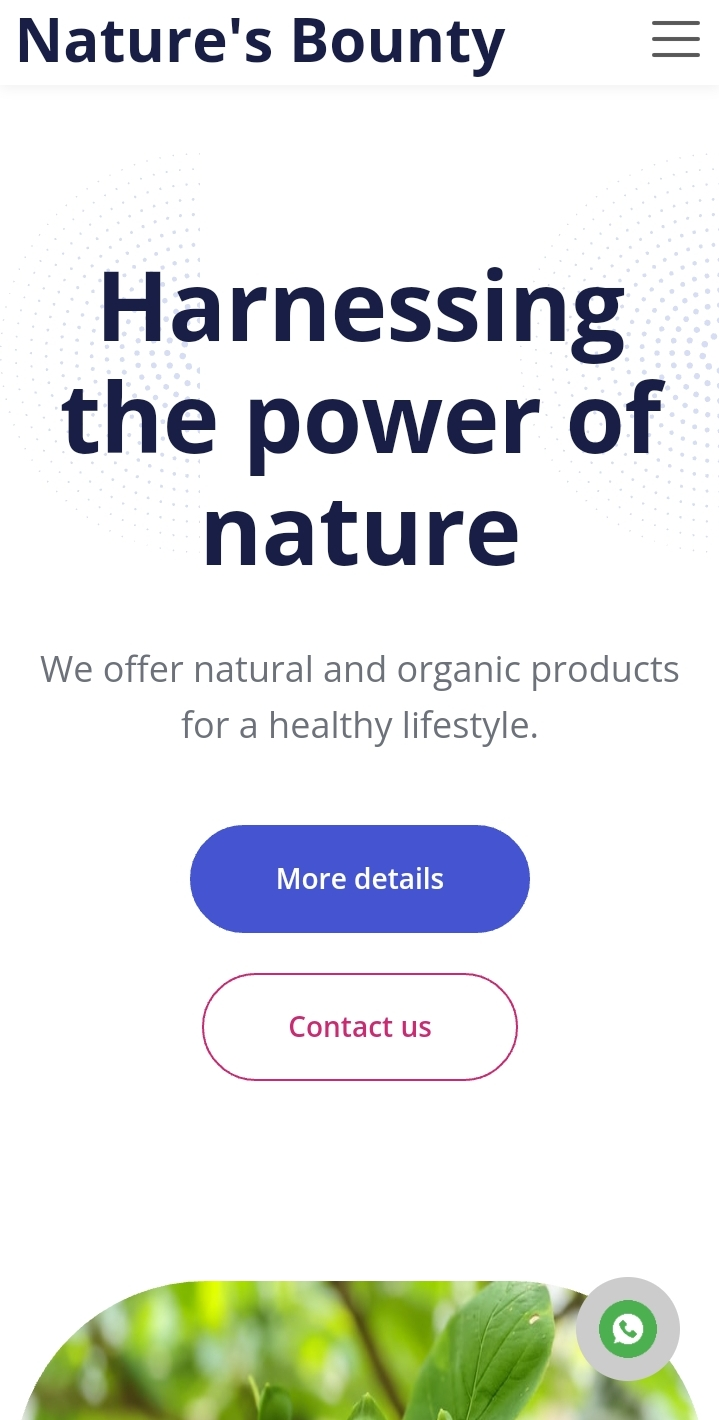 Nature's Bounty
Harnessing
the power of
nature
We offer natural and organic products
for a healthy lifestyle.
More details
Contact us